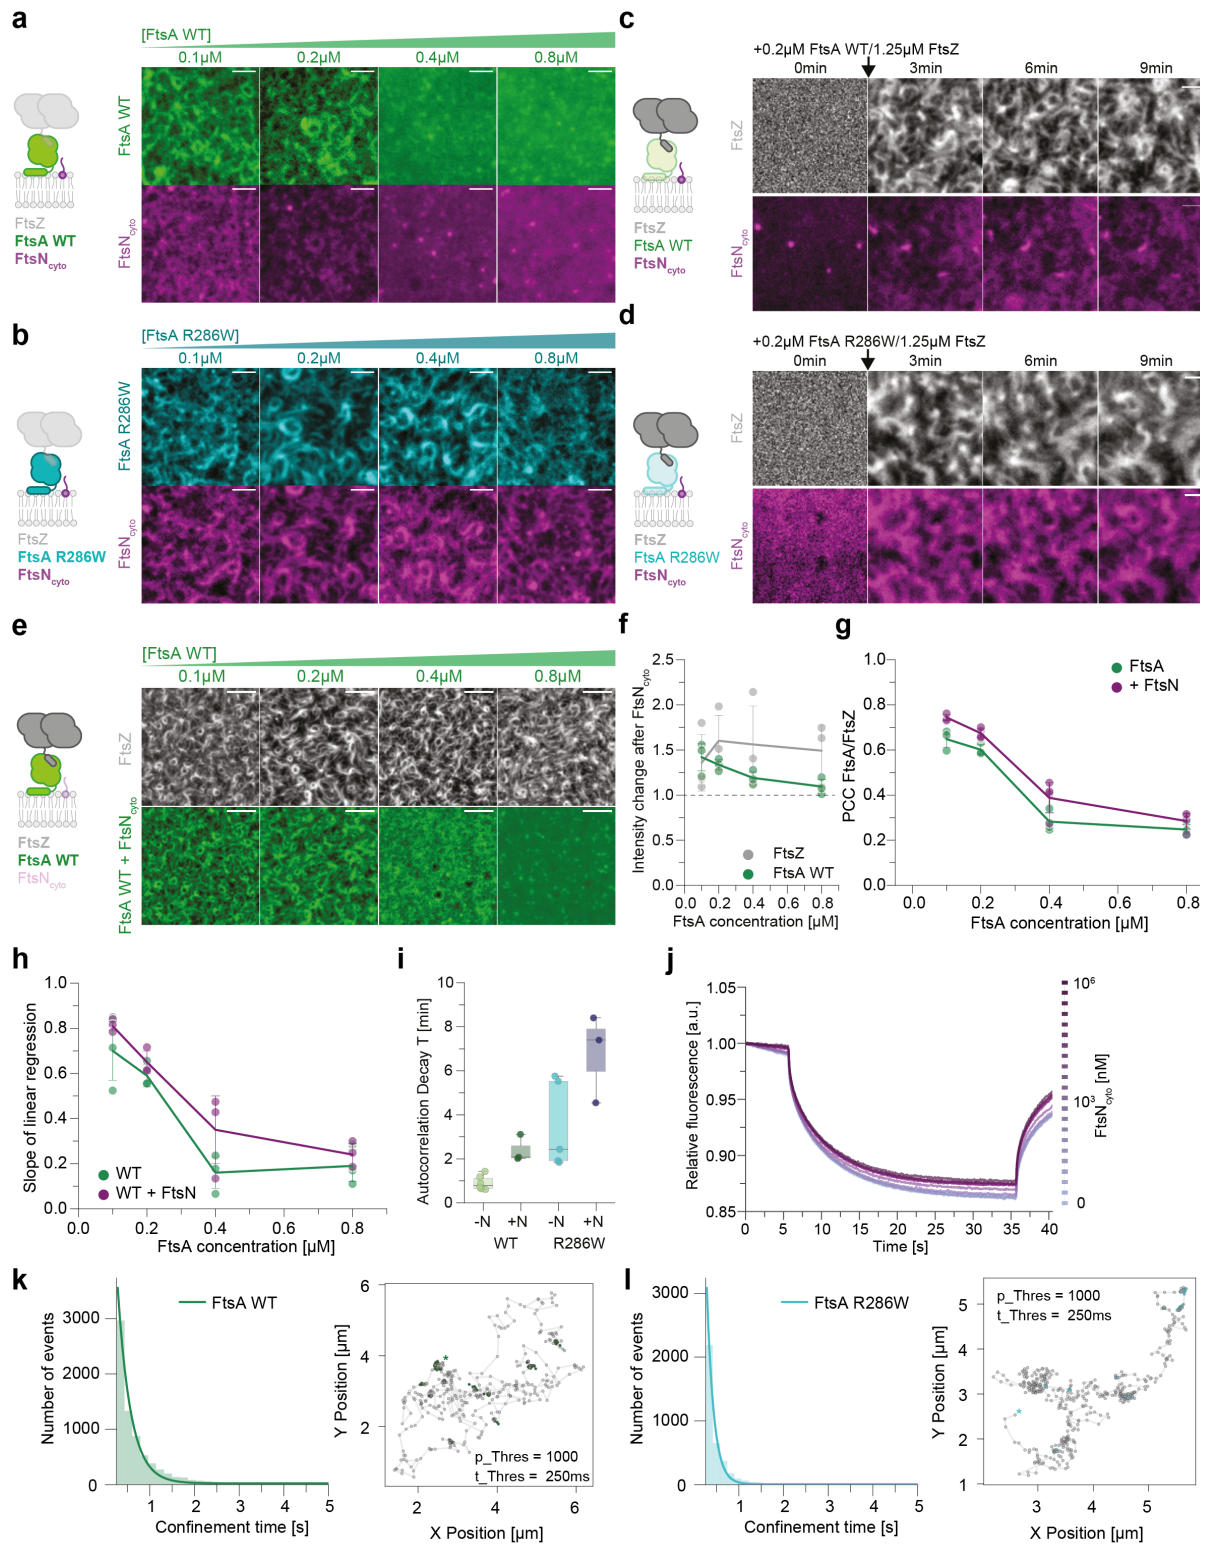 a
[FtsA WT]
0.1µM 0.2µM 0.4µM 0.8µM
FtsA WT
FtsNcyto
FtsZ
FtsA WT
FtsNcyto
b
[FtsA R286W]
0.1µM 0.2µM 0.4µM 0.8µM
FtsA R286W
FtsNcyto
FtsZ
FtsA R286W
FtsNcyto
c
+0.2µM FtsA WT/1.25µM FtsZ
0min 3min 6min 9min
FtsZ
FtsNcyto
FtsZ
FtsA WT
FtsNcyto
d
+0.2µM FtsA R286W/1.25µM FtsZ
0min 3min 6min 9min
FtsZ
FtsNcyto
FtsZ
FtsA R286W
FtsNcyto
e
[FtsA WT]
0.1µM 0.2µM 0.4µM 0.8µM
FtsZ
FtsA WT + FtsNcyto
FtsZ
FtsA WT
FtsNcyto
f
Intensity change after FtsNcyto
2.5
2.0
1.5
1.0
0.5
0.0
FtsZ
FtsA WT
0.0 0.2 0.4 0.6 0.8
FtsA concentration [µM]
g
PCC FtsA/FtsZ
1.0
0.8
0.6
0.4
0.2
0.0
FtsA
+ FtsN
0.0 0.2 0.4 0.6 0.8
FtsA concentration [µM]
h
Slope of linear regression
1.0
0.8
0.6
0.4
0.2
0.0
WT
WT + FtsN
0.0 0.2 0.4 0.6 0.8
FtsA concentration [µM]
i
Autocorrelation Decay T [min]
10
8
6
4
2
0
-N +N -N +N
WT R286W
j
Relative fluorescence [a.u.]
1.05
1.00
0.95
0.90
0.85
0 5 10 15 20 25 30 35 40
Time [s]
10⁶
10³
0
FtsNcyto [nM]
k
Number of events
3000
2000
1000
0
FtsA WT
1 2 3 4 5
Confinement time [s]
Y Position [µm]
6
4
2
p_Thres = 1000
t_Thres = 250ms
2 4 6
X Position [µm]
l
Number of events
3000
2000
1000
0
FtsA R286W
1 2 3 4 5
Confinement time [s]
Y Position [µm]
5
4
3
2
1
p_Thres = 1000
t_Thres = 250ms
3 4 5
X Position [µm]